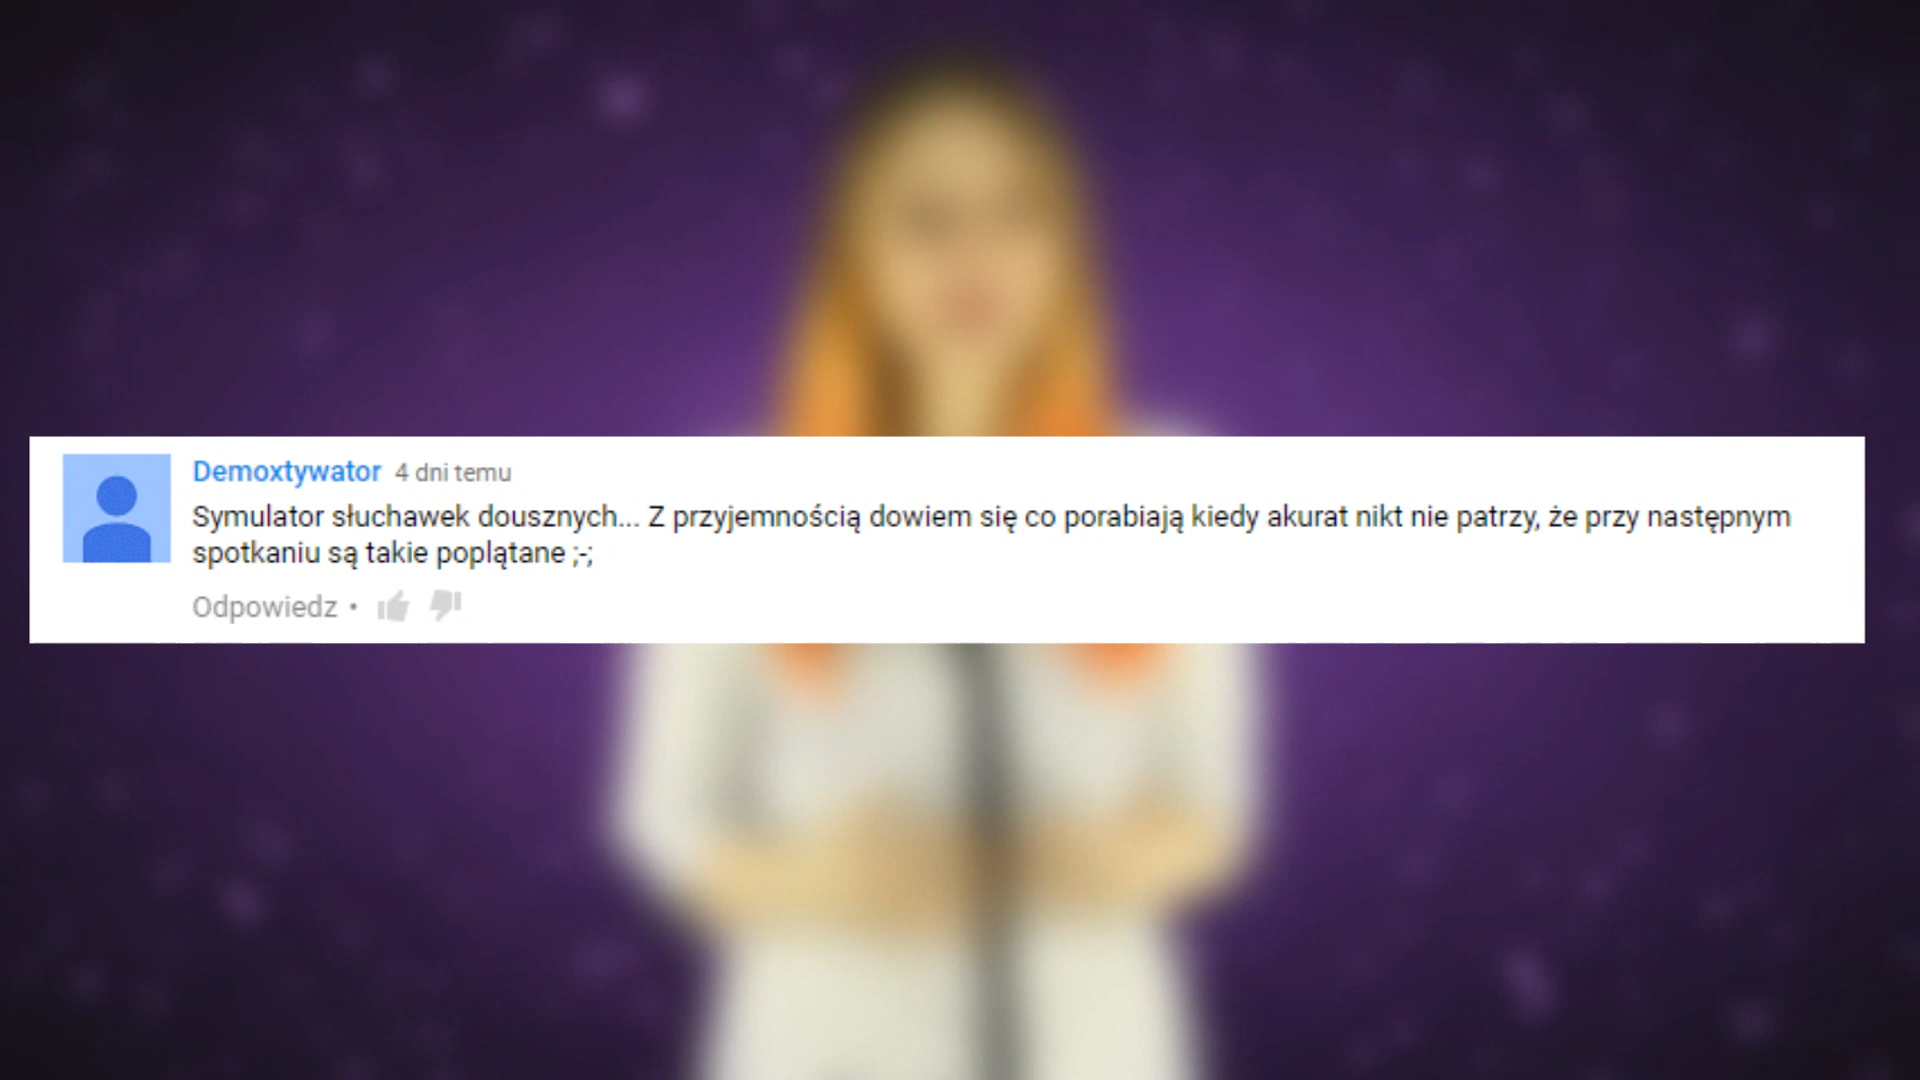 Demoxtywator 4 dni temu
Symulator słuchawek dousznych... Z przyjemnością dowiem się co porabiają kiedy akurat nikt nie patrzy, że przy następnym
spotkaniu są takie poplątane ;-;
Odpowiedz •